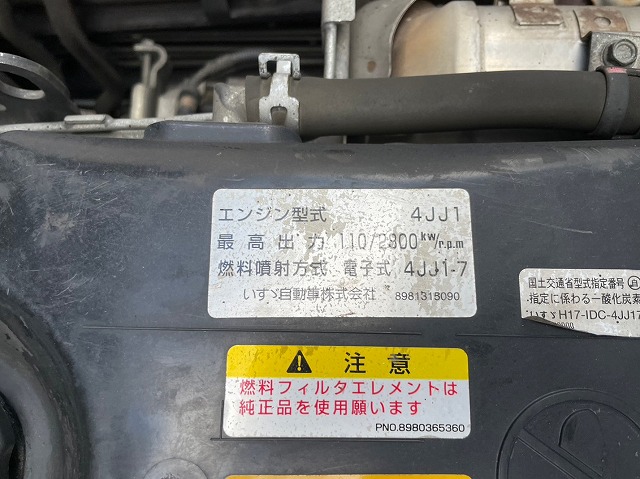 エンジン型式 4JJ1
最高出力 110/2800 kw/r.p.m
燃料噴射方式 電子式 4JJ1-7
いすゞ自動車株式会社 8981318090
国土交通省型式指定番号
指定に係わる一酸化炭素
いすゞH17-IDC-4JJ17
注意
燃料フィルタエレメントは
純正品を使用願います
PNO.8980365360